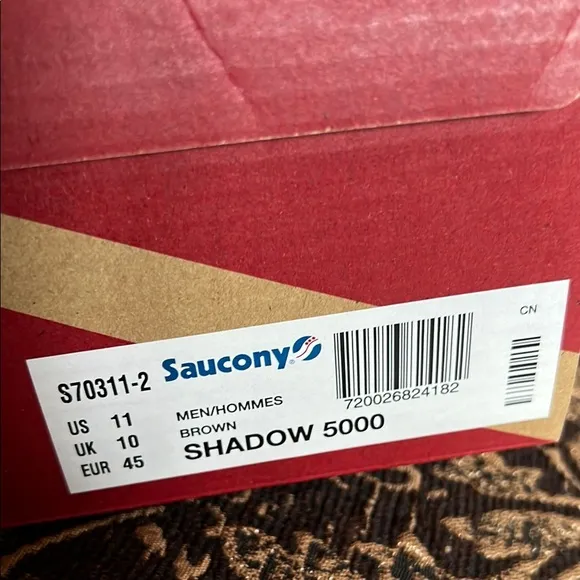 CN
S70311-2 Saucony
US 11
UK 10
EUR 45
MEN/HOMMES
BROWN
SHADOW 5000
720026824182